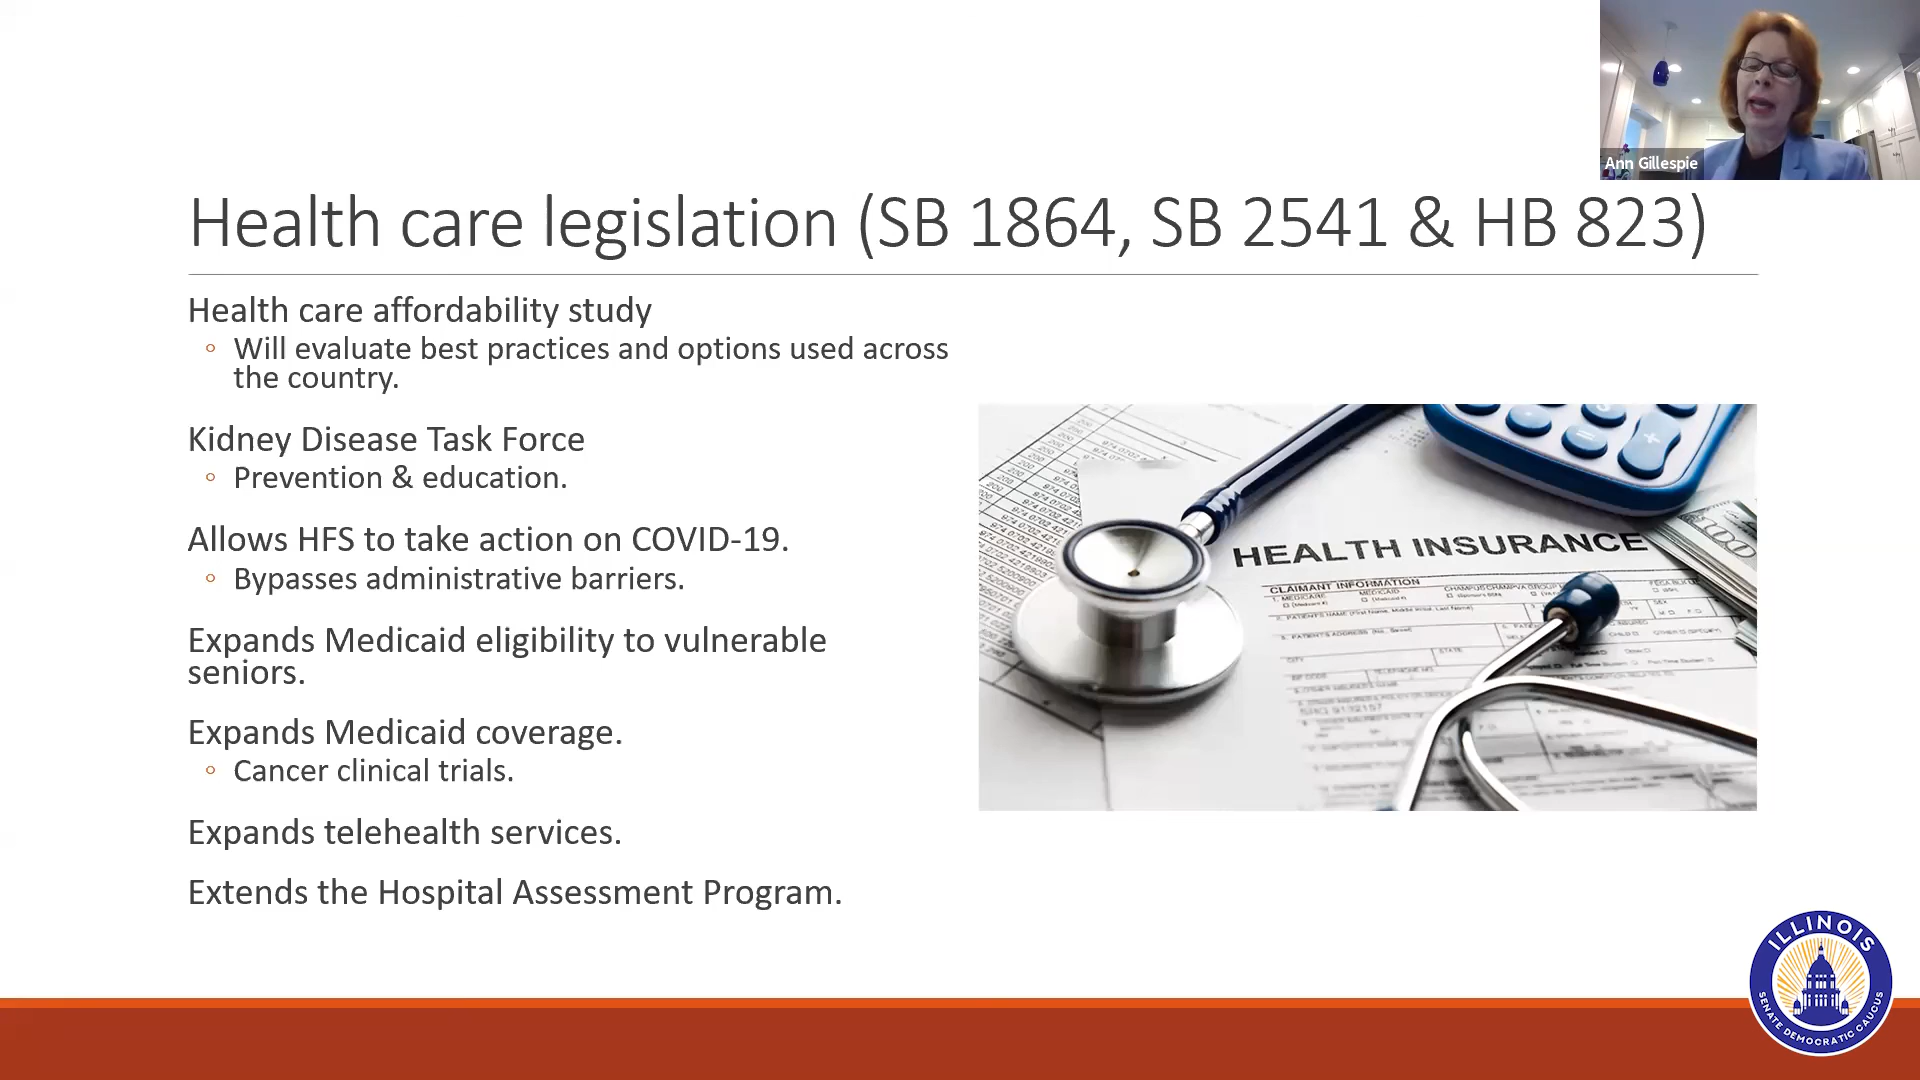 Ann Gillespie
Health care legislation (SB 1864, SB 2541 & HB 823)
Health care affordability study
Will evaluate best practices and options used across
the country.
Kidney Disease Task Force
Prevention & education.
Allows HFS to take action on COVID-19.
Bypasses administrative barriers.
Expands Medicaid eligibility to vulnerable
seniors.
Expands Medicaid coverage.
Cancer clinical trials.
Expands telehealth services.
Extends the Hospital Assessment Program.
HEALTH INSURANCE
CLAIMANT INFORMATION
100
ILLINOIS
SENATE DEMOCRATIC CAUCUS